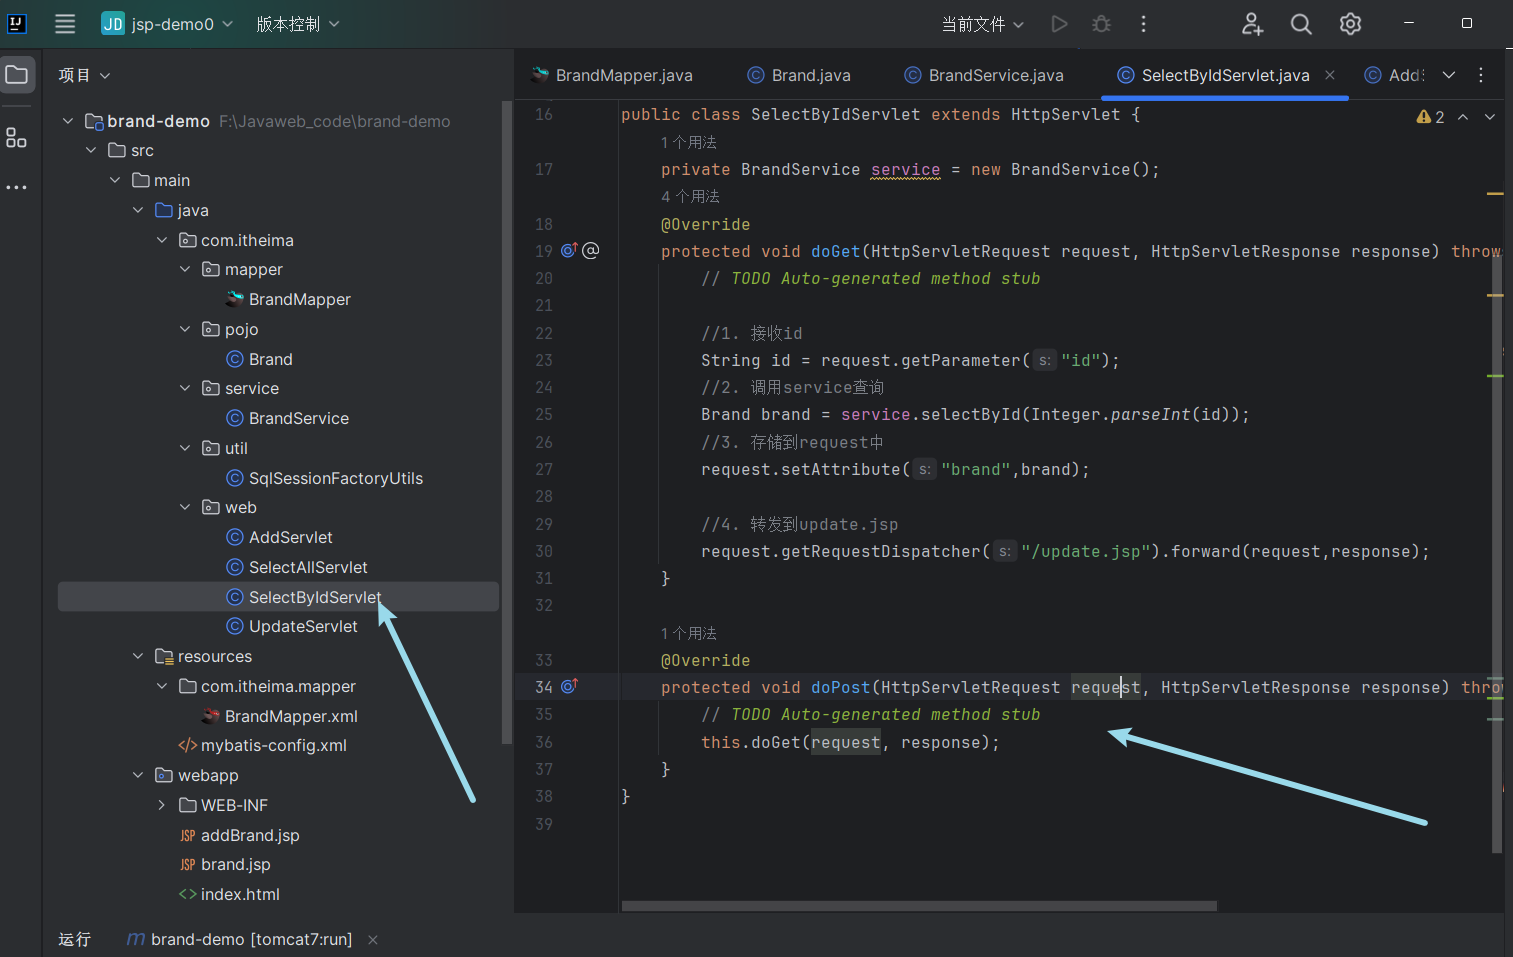 IJ
JD jsp-demo0 版本控制 当前文件
项目
brand-demo F:\Javaweb_code\brand-demo
src
main
java
com.itheima
mapper
BrandMapper
pojo
Brand
service
BrandService
util
SqlSessionFactoryUtils
web
AddServlet
SelectAllServlet
SelectByIdServlet
UpdateServlet
resources
com.itheima.mapper
BrandMapper.xml
</> mybatis-config.xml
webapp
WEB-INF
JSP addBrand.jsp
JSP brand.jsp
<> index.html
BrandMapper.java Brand.java BrandService.java SelectByIdServlet.java Add
2
16 public class SelectByIdServlet extends HttpServlet {
1 个用法
17 private BrandService service = new BrandService();
4 个用法
18 @Override
19 protected void doGet(HttpServletRequest request, HttpServletResponse response) throws
20 // TODO Auto-generated method stub
21
22 //1. 接收id
23 String id = request.getParameter( s: "id");
24 //2. 调用service查询
25 Brand brand = service.selectById(Integer.parseInt(id));
26 //3. 存储到request中
27 request.setAttribute( s: "brand",brand);
28
29 //4. 转发到update.jsp
30 request.getRequestDispatcher( s: "/update.jsp").forward(request,response);
31 }
32
1 个用法
33 @Override
34 protected void doPost(HttpServletRequest request, HttpServletResponse response) throw
35 // TODO Auto-generated method stub
36 this.doGet(request, response);
37 }
38 }
39
运行 m brand-demo [tomcat7:run]